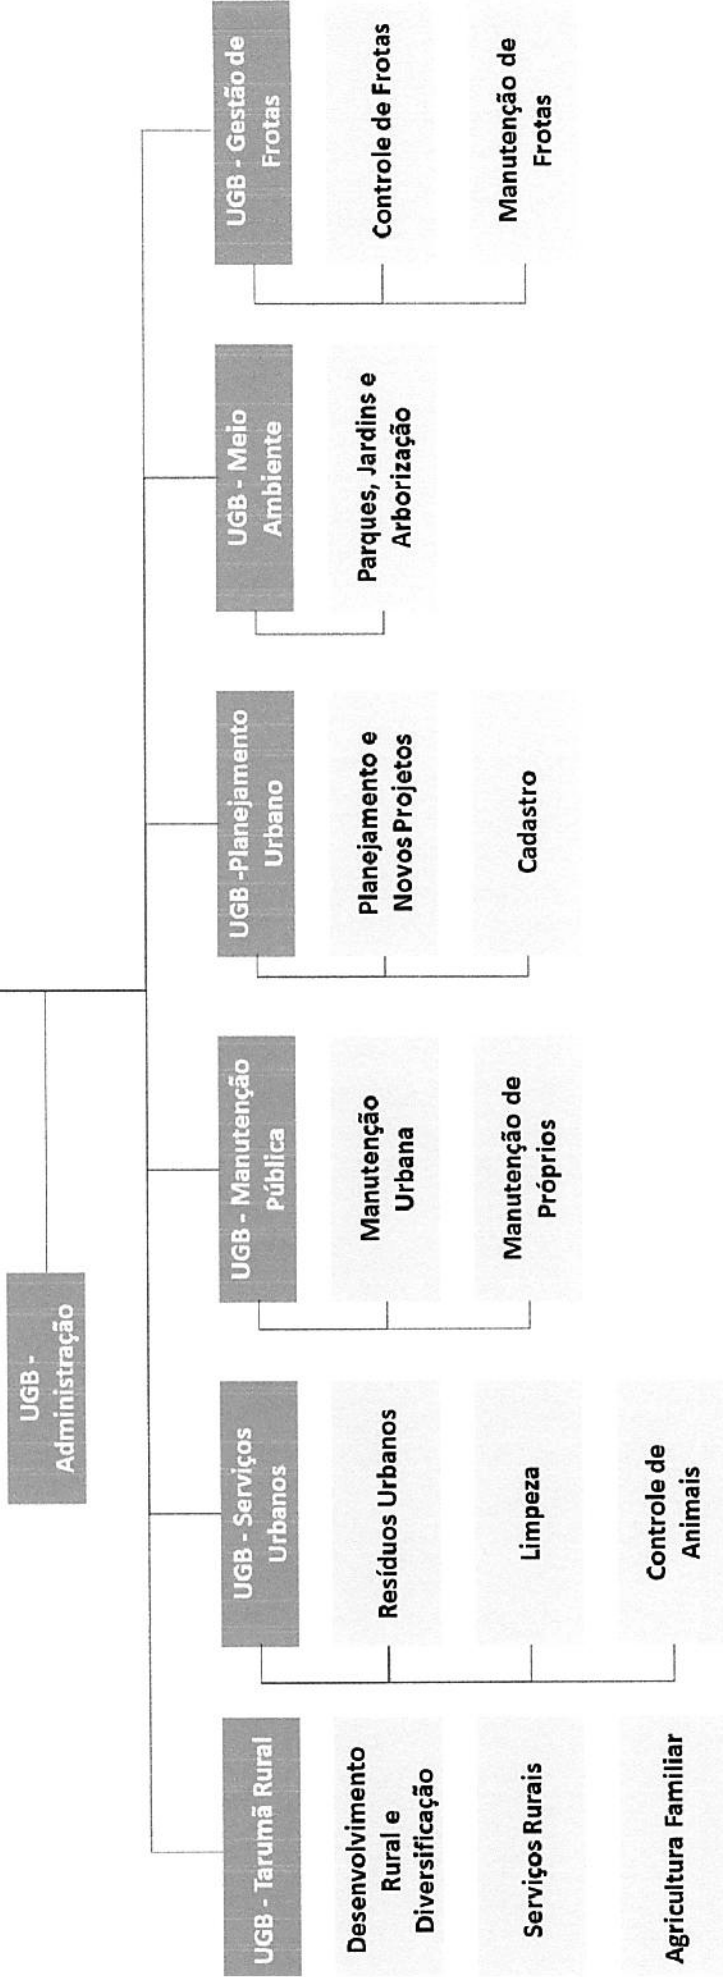 UGB -
Administração
UGB - Tarumã Rural
Desenvolvimento
Rural e
Diversificação
Serviços Rurais
Agricultura Familiar
UGB - Serviços
Urbanos
Resíduos Urbanos
Limpeza
Controle de
Animais
UGB - Manutenção
Pública
Manutenção
Urbana
Manutenção de
Próprios
UGB -Planejamento
Urbano
Planejamento e
Novos Projetos
Cadastro
UGB - Meio
Ambiente
Parques, Jardins e
Arborização
UGB - Gestão de
Frotas
Controle de Frotas
Manutenção de
Frotas